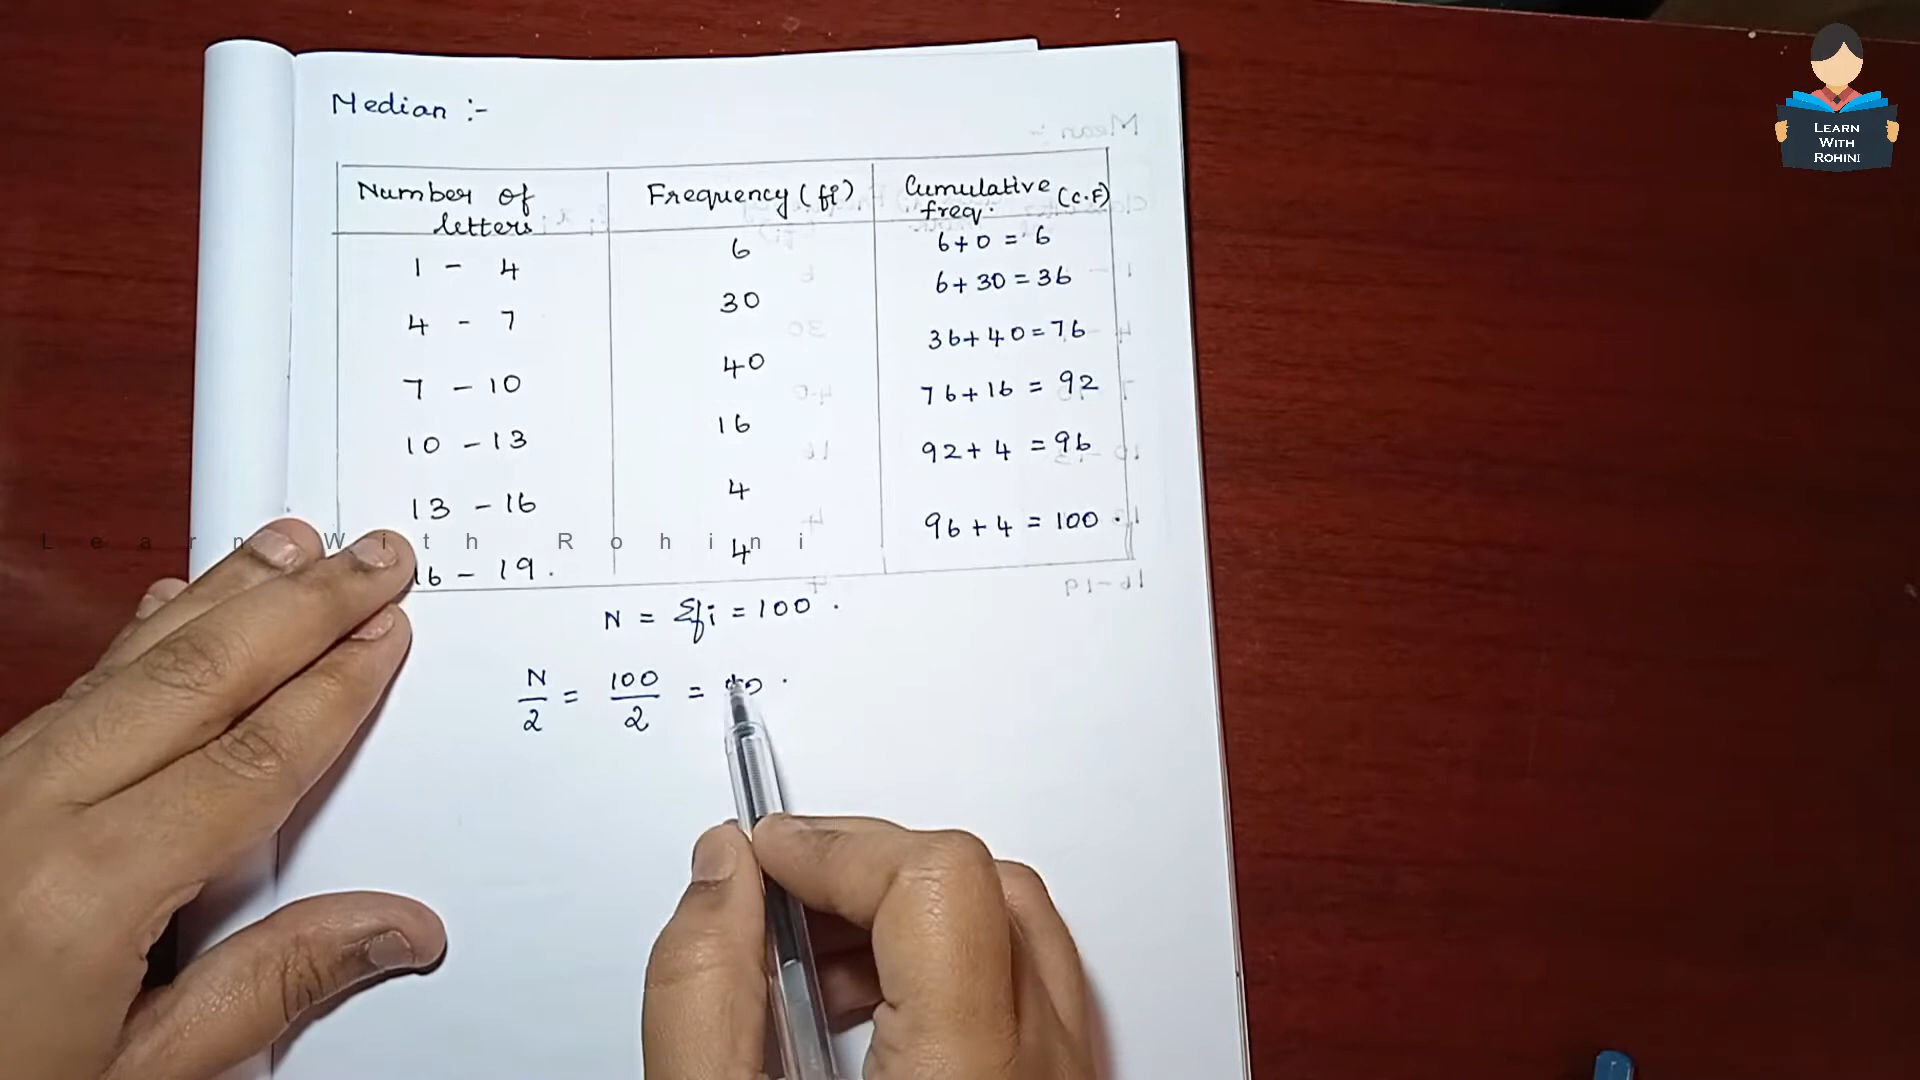 Median :-
Number of letters Frequency (fi) Cumulative freq. (C.F)
1 - 4 6 6+0 = 6
4 - 7 30 6+30 = 36
7 - 10 40 36+40 = 76
10 - 13 16 76+16 = 92
13 - 16 4 92+4 = 96
16 - 19. 4 96+4 = 100.
N = Σfi = 100.
N/2 = 100/2 =
Learn With Rohini
LEARN
WITH
ROHINI